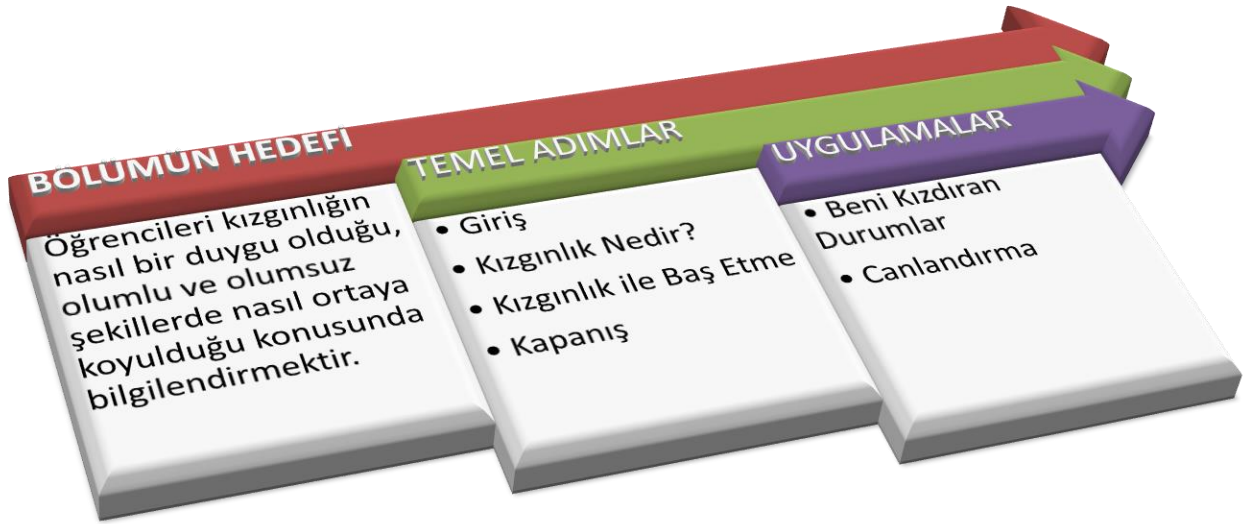 BÖLÜMÜN HEDEFİ
Öğrencileri kızgınlığın
nasıl bir duygu olduğu,
olumlu ve olumsuz
şekillerde nasıl ortaya
koyulduğu konusunda
bilgilendirmektir.
TEMEL ADIMLAR
• Giriş
• Kızgınlık Nedir?
• Kızgınlık ile Baş Etme
• Kapanış
UYGULAMALAR
• Beni Kızdıran
Durumlar
• Canlandırma